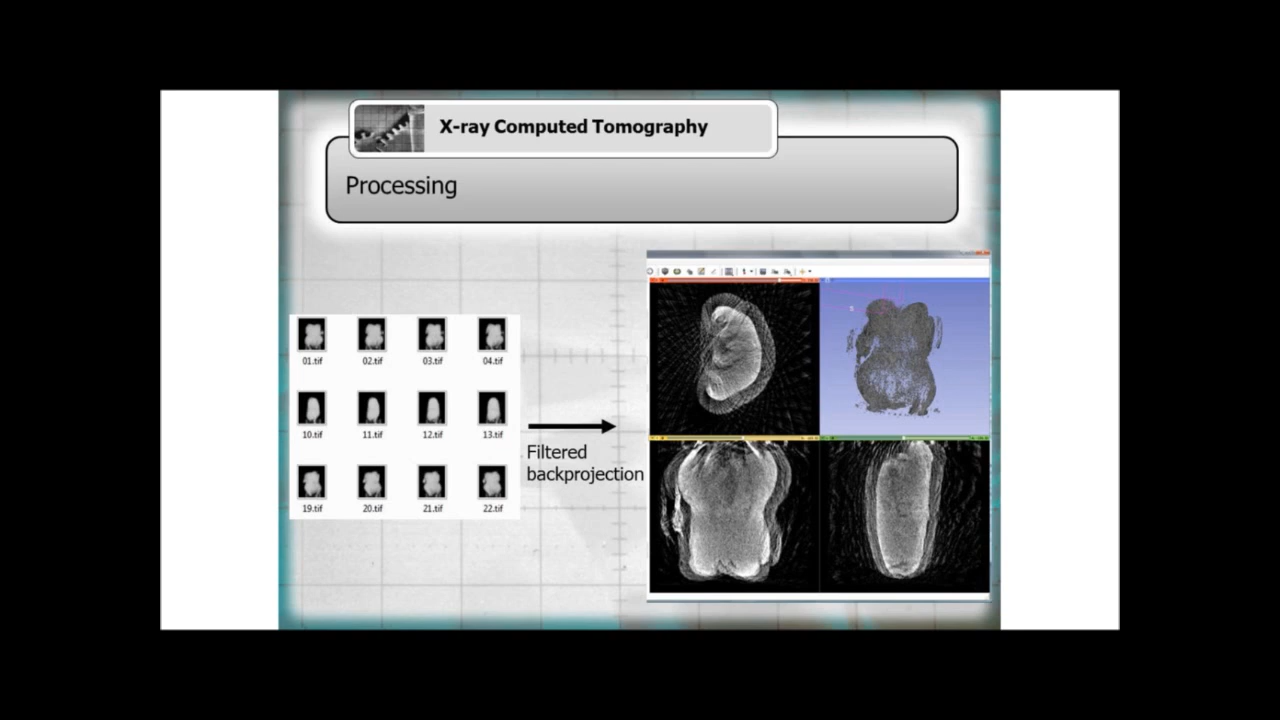 X-ray Computed Tomography
Processing
01.tif 02.tif 03.tif 04.tif
10.tif 11.tif 12.tif 13.tif
19.tif 20.tif 21.tif 22.tif
Filtered
backprojection